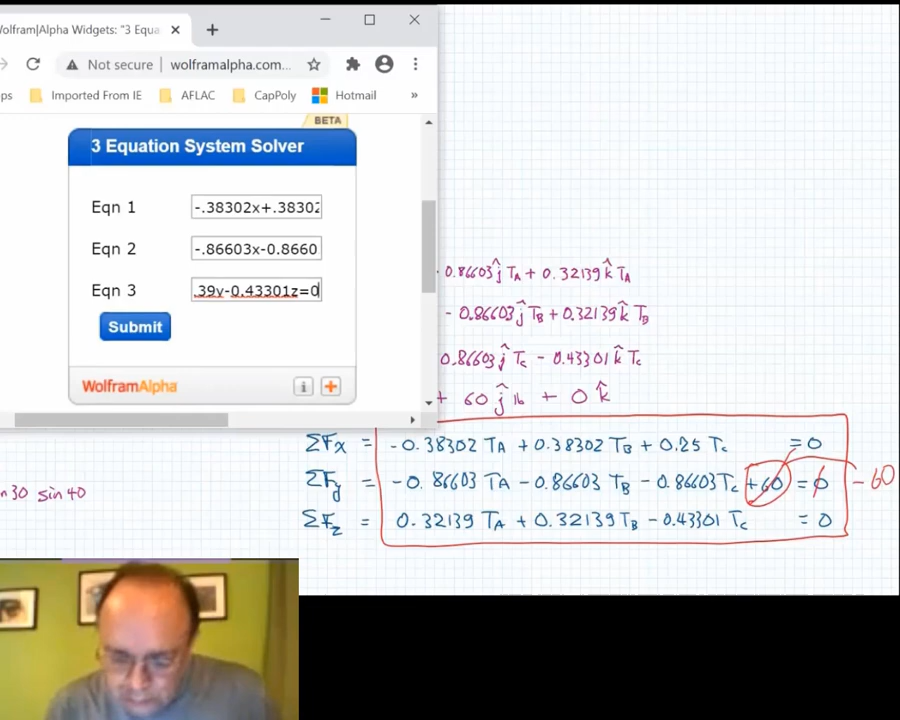 Wolfram|Alpha Widgets: "3 Equa
Not secure wolframalpha.com...
ps Imported From IE AFLAC CapPoly Hotmail »
BETA
3 Equation System Solver
Eqn 1 -.38302x+.38302
Eqn 2 -.86603x-0.8660
Eqn 3 .39y-0.43301z=0
Submit
WolframAlpha
0.86603 ĵ TA + 0.32139 k̂ TA
- 0.86603 ĵ TB + 0.32139 k̂ TB
0.86603 ĵ Tc - 0.43301 k̂ Tc
+ 60 ĵ lb + 0 k̂
ΣFx = -0.38302 TA + 0.38302 TB + 0.25 Tc = 0
ΣFy = -0.86603 TA - 0.86603 TB - 0.86603 Tc +60 = 0 -60
n 30 sin 40
ΣFz = 0.32139 TA + 0.32139 TB - 0.43301 Tc = 0